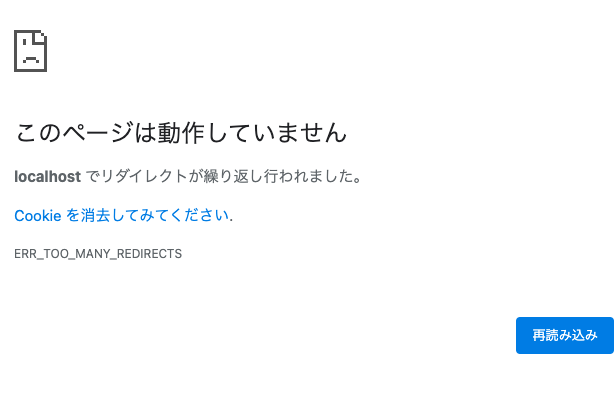 このページは動作していません
localhost でリダイレクトが繰り返し行われました。
Cookie を消去してみてください.
ERR_TOO_MANY_REDIRECTS
再読み込み